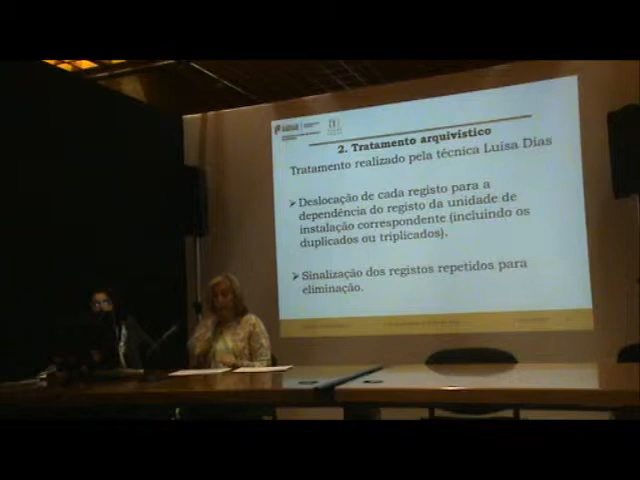 2. Tratamento arquivístico
Tratamento realizado pela técnica Luísa Dias
➢ Deslocação de cada registo para a
dependência do registo da unidade de
instalação correspondente (incluindo os
duplicados ou triplicados).
➢ Sinalização dos registos repetidos para
eliminação.